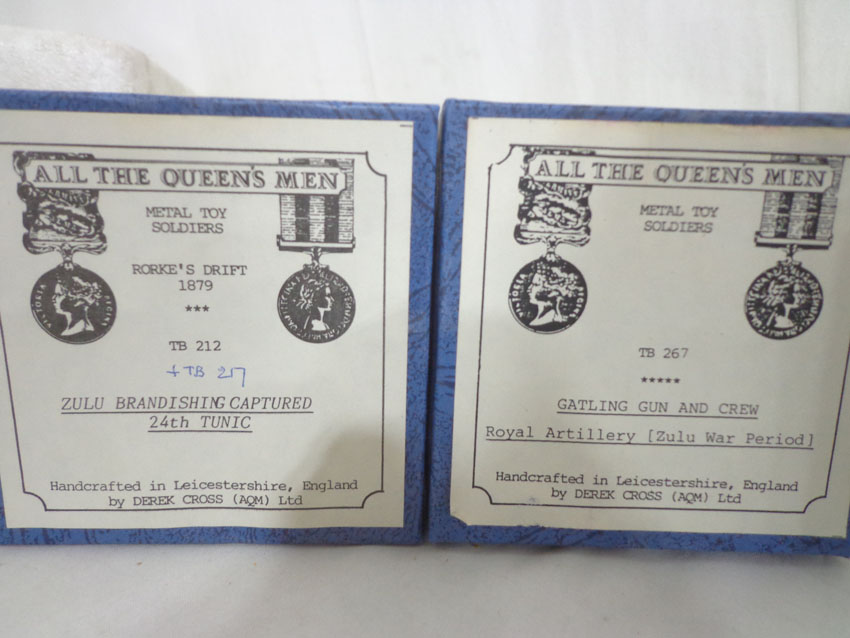 ALL THE QUEEN'S MEN
METAL TOY
SOLDIERS
RORKE'S DRIFT
1879
***
TB 212
+ TB 217
ZULU BRANDISHING CAPTURED
24th TUNIC
Handcrafted in Leicestershire, England
by DEREK CROSS (AQM) Ltd
ALL THE QUEEN'S MEN
METAL TOY
SOLDIERS
TB 267
*****
GATLING GUN AND CREW
Royal Artillery [Zulu War Period]
Handcrafted in Leicestershire, England
by DEREK CROSS (AQM) Ltd